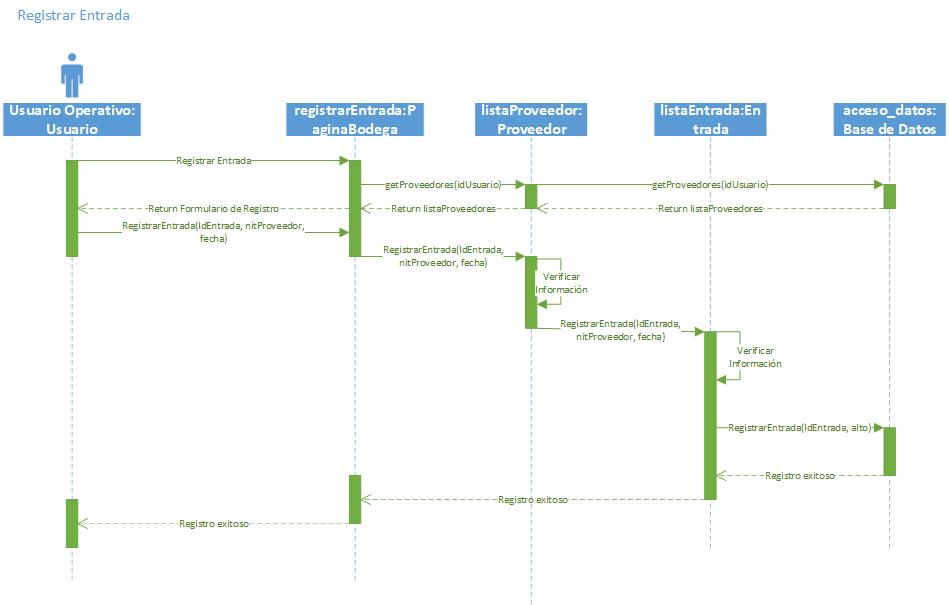 Registrar Entrada
Usuario Operativo:
Usuario
registrarEntrada:P
aginaBodega
listaProveedor:
Proveedor
listaEntrada:En
trada
acceso_datos:
Base de Datos
Registrar Entrada
getProveedores(idUsuario)
getProveedores(idUsuario)
Return Formulario de Registro
Return listaProveedores
Return listaProveedores
RegistrarEntrada(IdEntrada, nitProveedor,
fecha)
RegistrarEntrada(IdEntrada,
nitProveedor, fecha)
Verificar
Información
RegistrarEntrada(IdEntrada,
nitProveedor, fecha)
Verificar
Información
RegistrarEntrada(IdEntrada, alto)
Registro exitoso
Registro exitoso
Registro exitoso